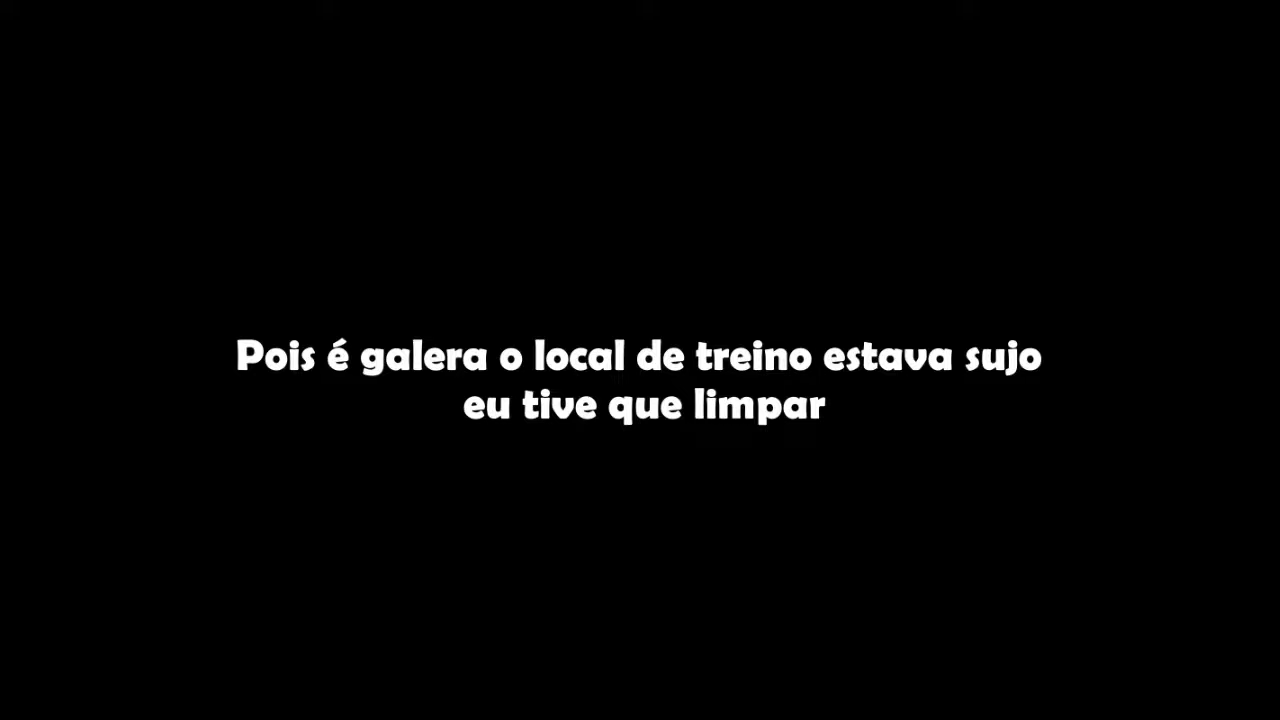 Pois é galera o local de treino estava sujo
eu tive que limpar